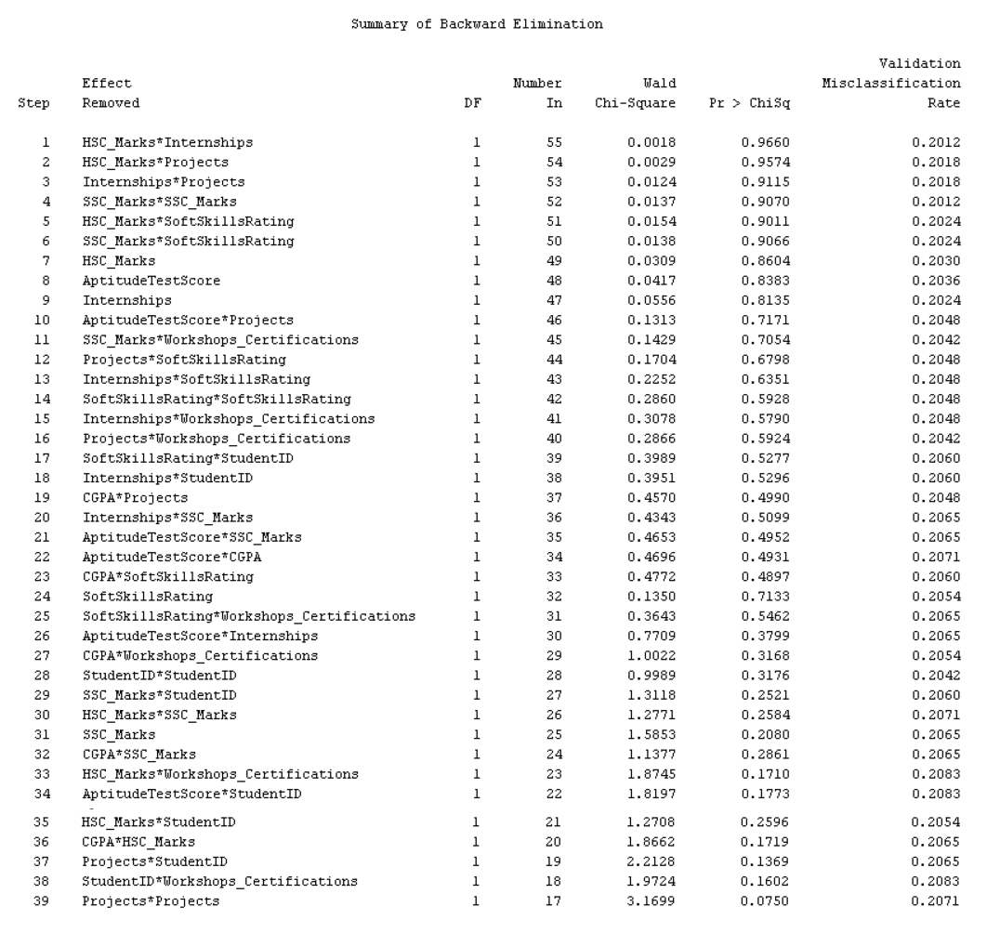 Summary of Backward Elimination
Validation
Effect Number Wald Misclassification
Step Removed DF In Chi-Square Pr > ChiSq Rate
1 HSC_Marks*Internships 1 55 0.0018 0.9660 0.2012
2 HSC_Marks*Projects 1 54 0.0029 0.9574 0.2018
3 Internships*Projects 1 53 0.0124 0.9115 0.2018
4 SSC_Marks*SSC_Marks 1 52 0.0137 0.9070 0.2012
5 HSC_Marks*SoftSkillsRating 1 51 0.0154 0.9011 0.2024
6 SSC_Marks*SoftSkillsRating 1 50 0.0138 0.9066 0.2024
7 HSC_Marks 1 49 0.0309 0.8604 0.2030
8 AptitudeTestScore 1 48 0.0417 0.8383 0.2036
9 Internships 1 47 0.0556 0.8135 0.2024
10 AptitudeTestScore*Projects 1 46 0.1313 0.7171 0.2048
11 SSC_Marks*Workshops_Certifications 1 45 0.1429 0.7054 0.2042
12 Projects*SoftSkillsRating 1 44 0.1704 0.6798 0.2048
13 Internships*SoftSkillsRating 1 43 0.2252 0.6351 0.2048
14 SoftSkillsRating*SoftSkillsRating 1 42 0.2860 0.5928 0.2048
15 Internships*Workshops_Certifications 1 41 0.3078 0.5790 0.2048
16 Projects*Workshops_Certifications 1 40 0.2866 0.5924 0.2042
17 SoftSkillsRating*StudentID 1 39 0.3989 0.5277 0.2060
18 Internships*StudentID 1 38 0.3951 0.5296 0.2060
19 CGPA*Projects 1 37 0.4570 0.4990 0.2048
20 Internships*SSC_Marks 1 36 0.4343 0.5099 0.2065
21 AptitudeTestScore*SSC_Marks 1 35 0.4653 0.4952 0.2065
22 AptitudeTestScore*CGPA 1 34 0.4696 0.4931 0.2071
23 CGPA*SoftSkillsRating 1 33 0.4772 0.4897 0.2060
24 SoftSkillsRating 1 32 0.1350 0.7133 0.2054
25 SoftSkillsRating*Workshops_Certifications 1 31 0.3643 0.5462 0.2065
26 AptitudeTestScore*Internships 1 30 0.7709 0.3799 0.2065
27 CGPA*Workshops_Certifications 1 29 1.0022 0.3168 0.2054
28 StudentID*StudentID 1 28 0.9989 0.3176 0.2042
29 SSC_Marks*StudentID 1 27 1.3118 0.2521 0.2060
30 HSC_Marks*SSC_Marks 1 26 1.2771 0.2584 0.2071
31 SSC_Marks 1 25 1.5853 0.2080 0.2065
32 CGPA*SSC_Marks 1 24 1.1377 0.2861 0.2065
33 HSC_Marks*Workshops_Certifications 1 23 1.8745 0.1710 0.2083
34 AptitudeTestScore*StudentID 1 22 1.8197 0.1773 0.2083
35 HSC_Marks*StudentID 1 21 1.2708 0.2596 0.2054
36 CGPA*HSC_Marks 1 20 1.8662 0.1719 0.2065
37 Projects*StudentID 1 19 2.2128 0.1369 0.2065
38 StudentID*Workshops_Certifications 1 18 1.9724 0.1602 0.2083
39 Projects*Projects 1 17 3.1699 0.0750 0.2071